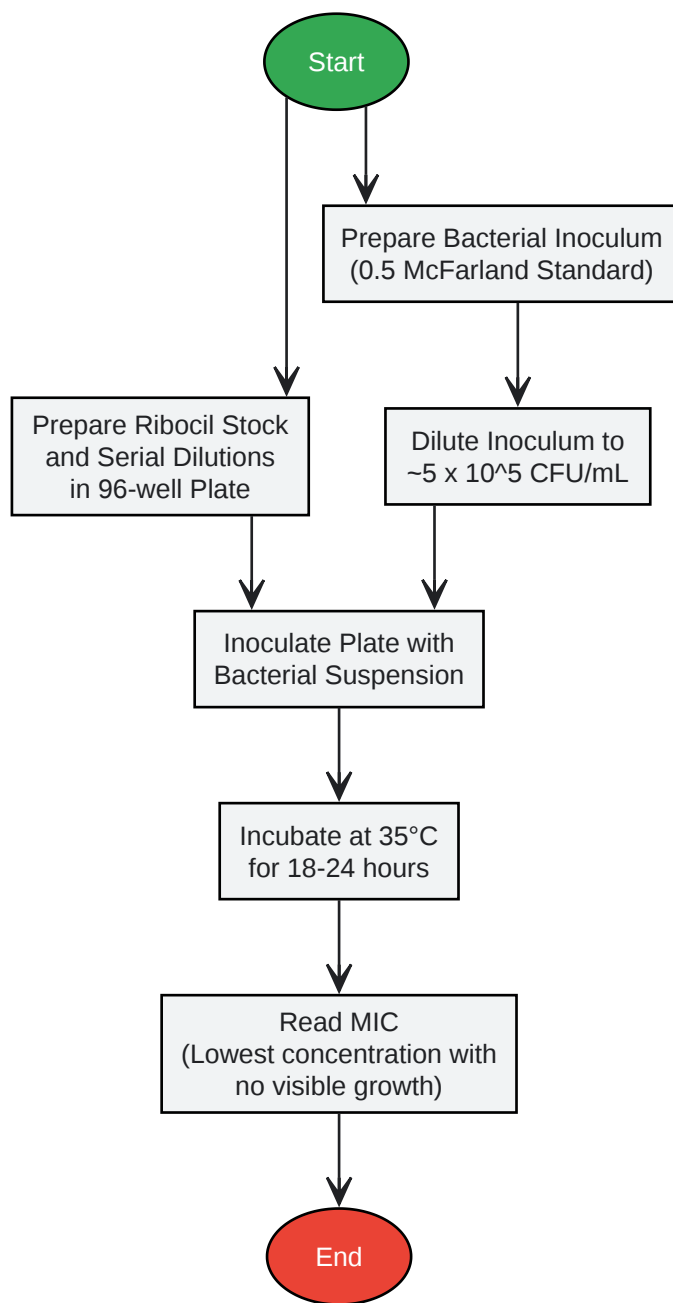 Start
Prepare Bacterial Inoculum
(0.5 McFarland Standard)
Prepare Ribocil Stock
and Serial Dilutions
in 96-well Plate
Dilute Inoculum to
~5 x 10^5 CFU/mL
Inoculate Plate with
Bacterial Suspension
Incubate at 35°C
for 18-24 hours
Read MIC
(Lowest concentration with
no visible growth)
End